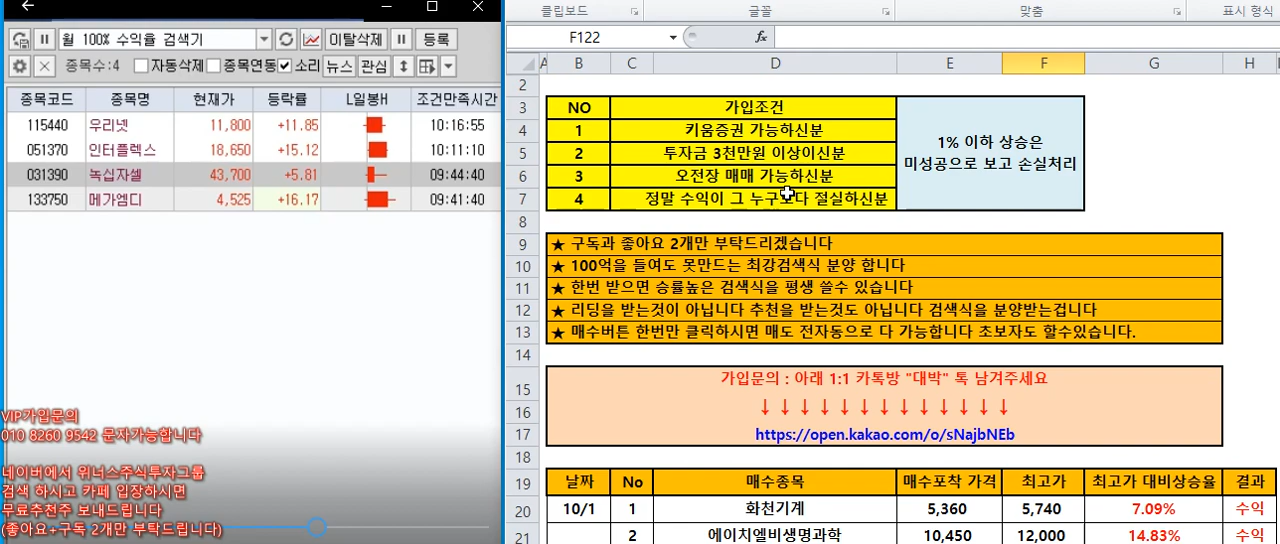 월 100% 수익율 검색기
이탈삭제
등록
종목수:4
자동삭제
종목연동
소리
뉴스
관심
종목코드 종목명 현재가 등락률 L일봉H 조건만족시간
115440 우리넷 11,800 +11.85 10:16:55
051370 인터플렉스 18,650 +15.12 10:11:10
031390 녹십자셀 43,700 +5.81 09:44:40
133750 메가엠디 4,525 +16.17 09:41:40
VIP가입문의
010 8260 9542 문자가능합니다
네이버에서 위너스주식투자그룹
검색 하시고 카페 입장하시면
무료추천주 보내드립니다
(좋아요+구독 2개만 부탁드립니다)
클립보드 글꼴 맞춤 표시 형식
F122 fx
A B C D E F G H
2
3 NO 가입조건
4 1 키움증권 가능하신분
5 2 투자금 3천만원 이상이신분
6 3 오전장 매매 가능하신분
7 4 정말 수익이 그 누구보다 절실하신분
1% 이하 상승은
미성공으로 보고 손실처리
8
9 ★ 구독과 좋아요 2개만 부탁드리겠습니다
10 ★ 100억을 들여도 못만드는 최강검색식 분양 합니다
11 ★ 한번 받으면 승률높은 검색식을 평생 쓸수 있습니다
12 ★ 리딩을 받는것이 아닙니다 추천을 받는것도 아닙니다 검색식을 분양받는겁니다
13 ★ 매수버튼 한번만 클릭하시면 매도 전자동으로 다 가능합니다 초보자도 할수있습니다.
14
15 가입문의 : 아래 1:1 카톡방 "대박" 톡 남겨주세요
16 ↓ ↓ ↓ ↓ ↓ ↓ ↓ ↓ ↓ ↓ ↓ ↓ ↓
17 https://open.kakao.com/o/sNajbNEb
18
19 날짜 No 매수종목 매수포착 가격 최고가 최고가 대비상승율 결과
20 10/1 1 화천기계 5,360 5,740 7.09% 수익
21 2 에이치엘비생명과학 10,450 12,000 14.83% 수익